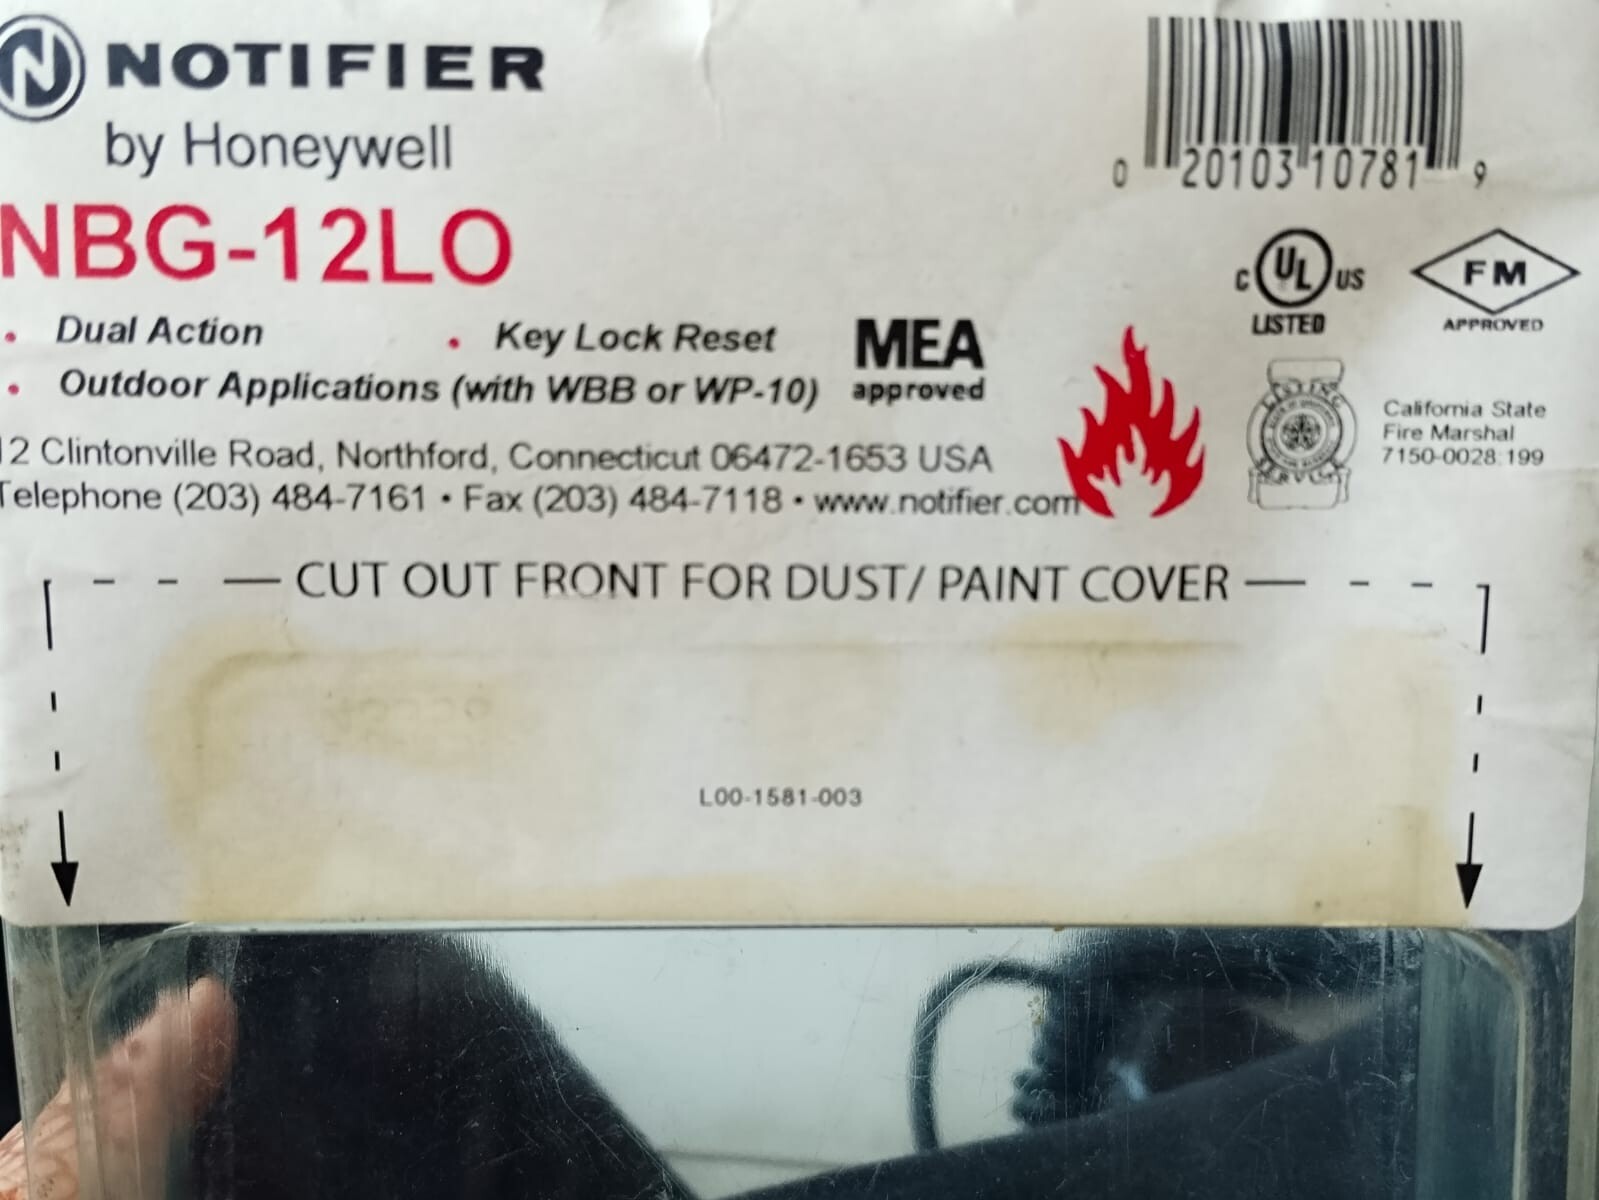 NOTIFIER
by Honeywell
NBG-12LO
0 20103 10781 9
C UL US
LISTED
FM
APPROVED
• Dual Action
• Key Lock Reset
• Outdoor Applications (with WBB or WP-10)
MEA
approved
LISTING
SERVICE
California State
Fire Marshal
7150-0028:199
12 Clintonville Road, Northford, Connecticut 06472-1653 USA
Telephone (203) 484-7161 • Fax (203) 484-7118 • www.notifier.com
CUT OUT FRONT FOR DUST/ PAINT COVER
L00-1581-003